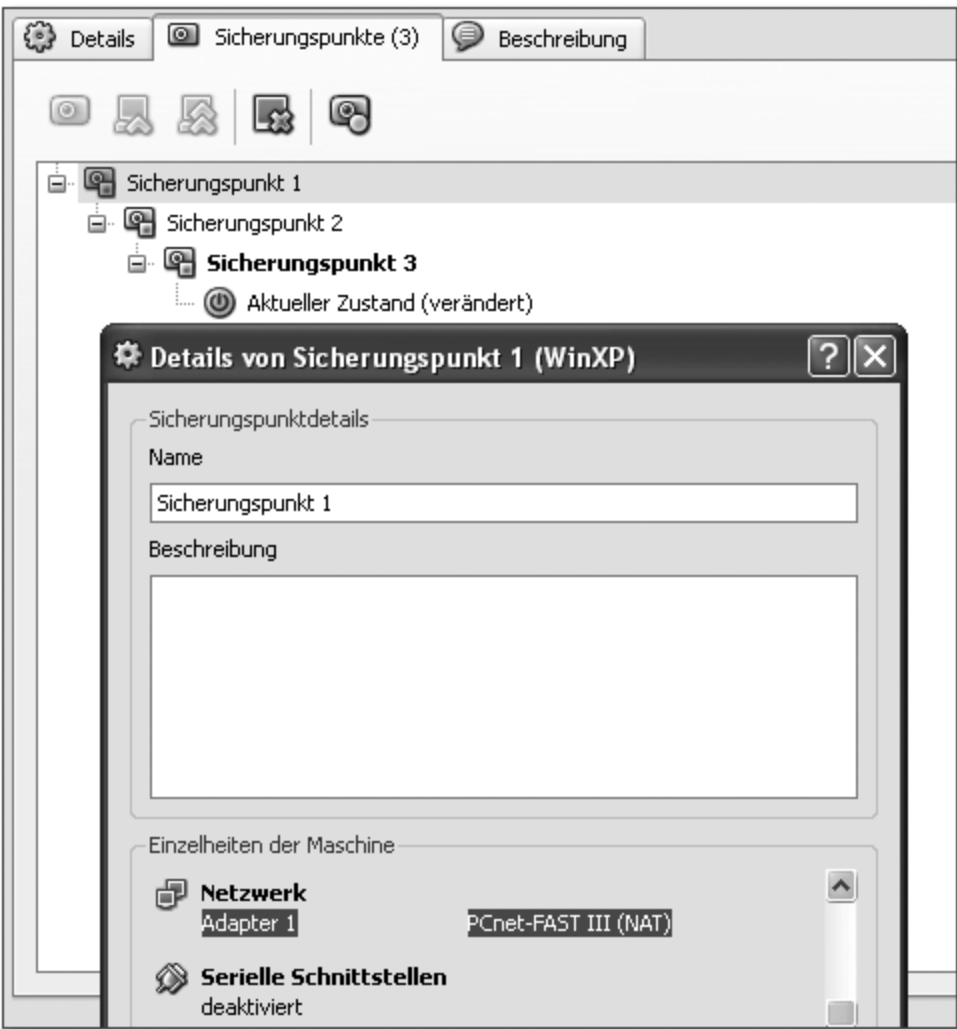 Details Sicherungspunkte (3) Beschreibung
Sicherungspunkt 1
Sicherungspunkt 2
Sicherungspunkt 3
Aktueller Zustand (verändert)
Details von Sicherungspunkt 1 (WinXP)
Sicherungspunktdetails
Name
Sicherungspunkt 1
Beschreibung
Einzelheiten der Maschine
Netzwerk
Adapter 1 PCnet-FAST III (NAT)
Serielle Schnittstellen
deaktiviert